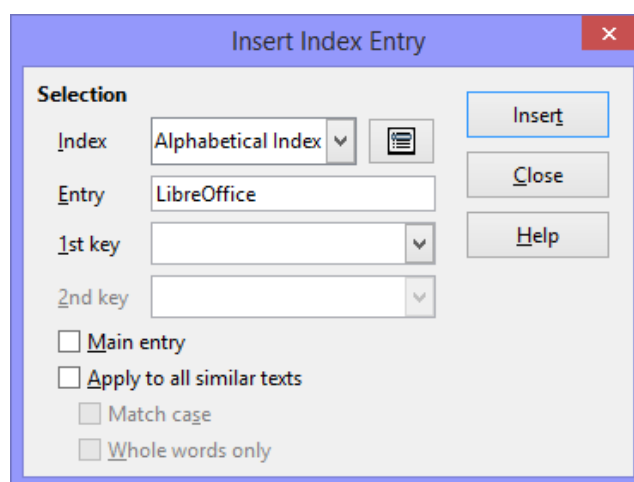 Insert Index Entry
Selection
Index Alphabetical Index
Entry LibreOffice
1st key
2nd key
Main entry
Apply to all similar texts
Match case
Whole words only
Insert
Close
Help